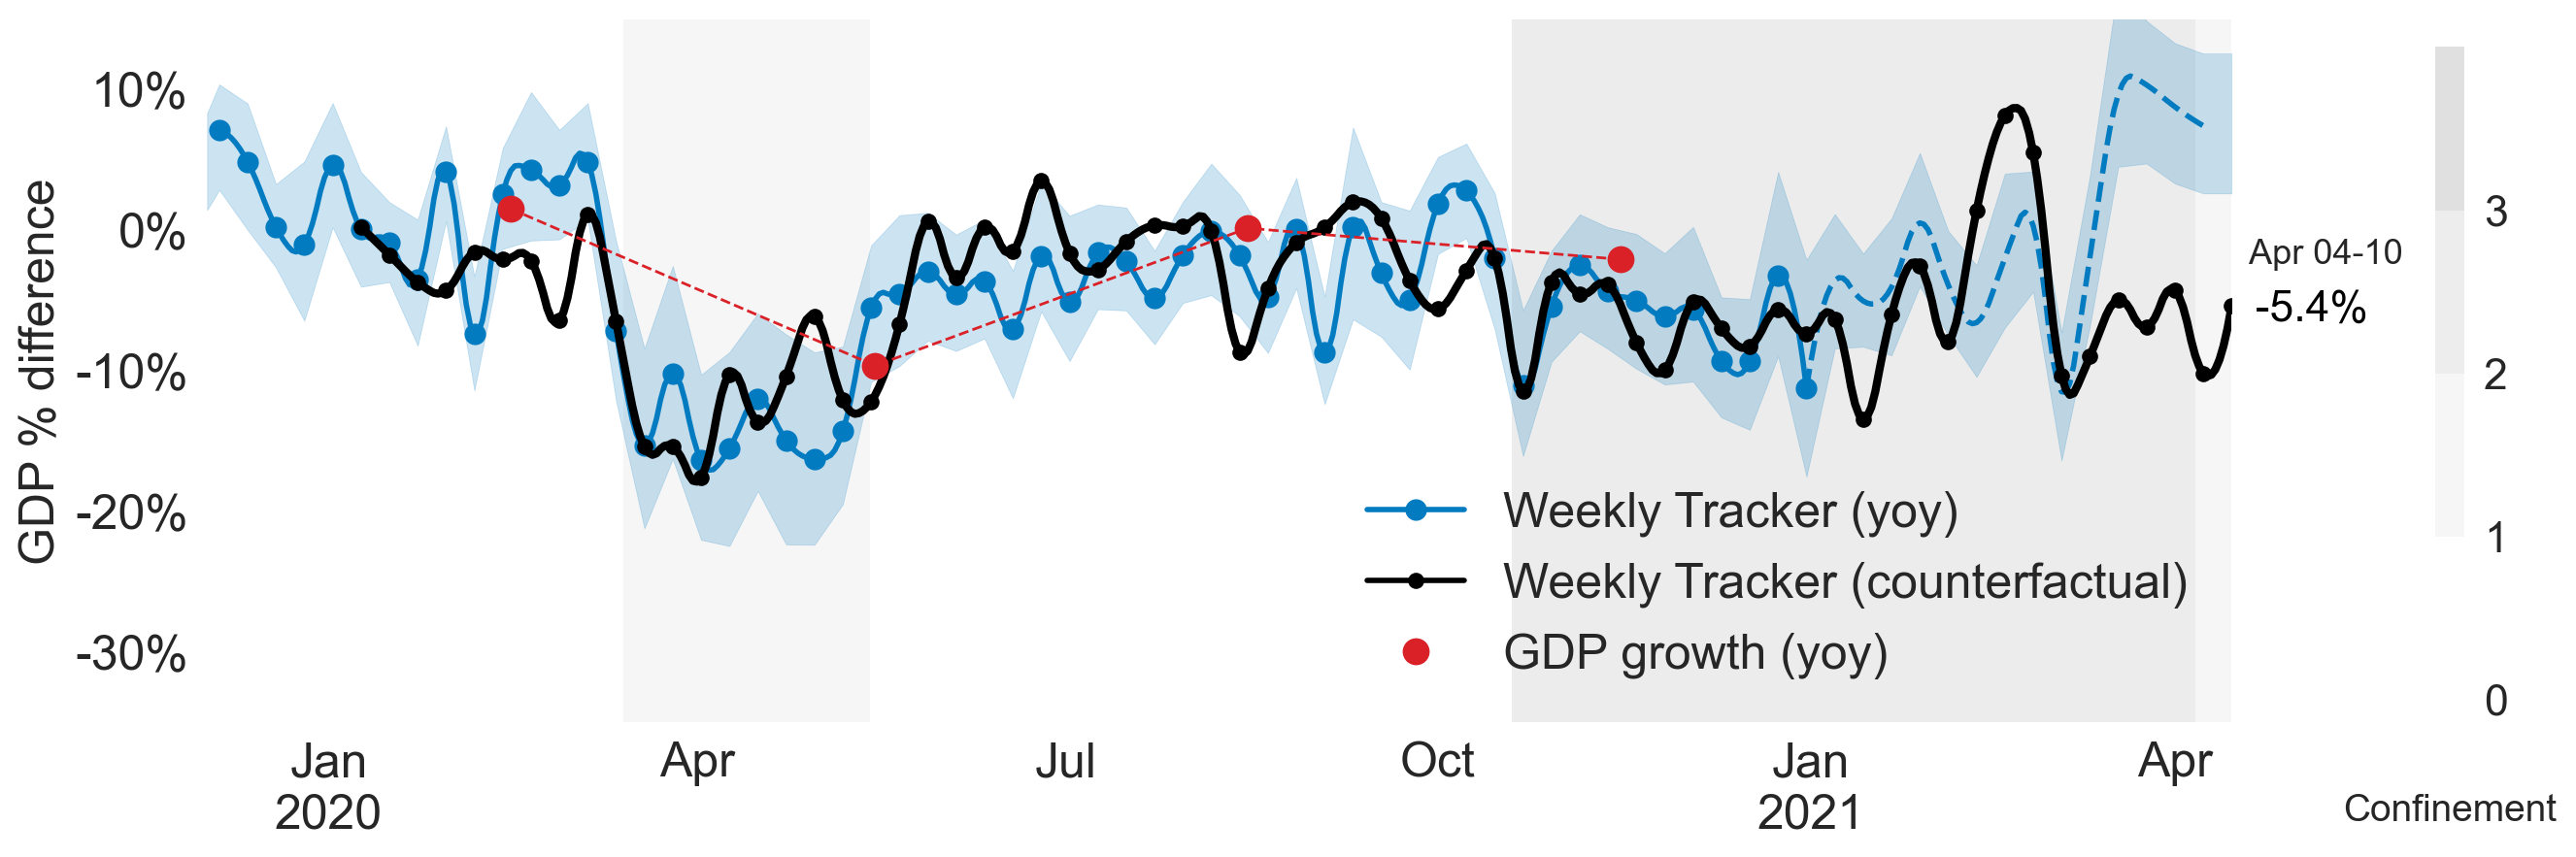 GDP % difference
10%
0%
-10%
-20%
-30%
Jan
2020
Apr
Jul
Oct
Jan
2021
Apr
Weekly Tracker (yoy)
Weekly Tracker (counterfactual)
GDP growth (yoy)
Apr 04-10
-5.4%
3
2
1
0
Confinement